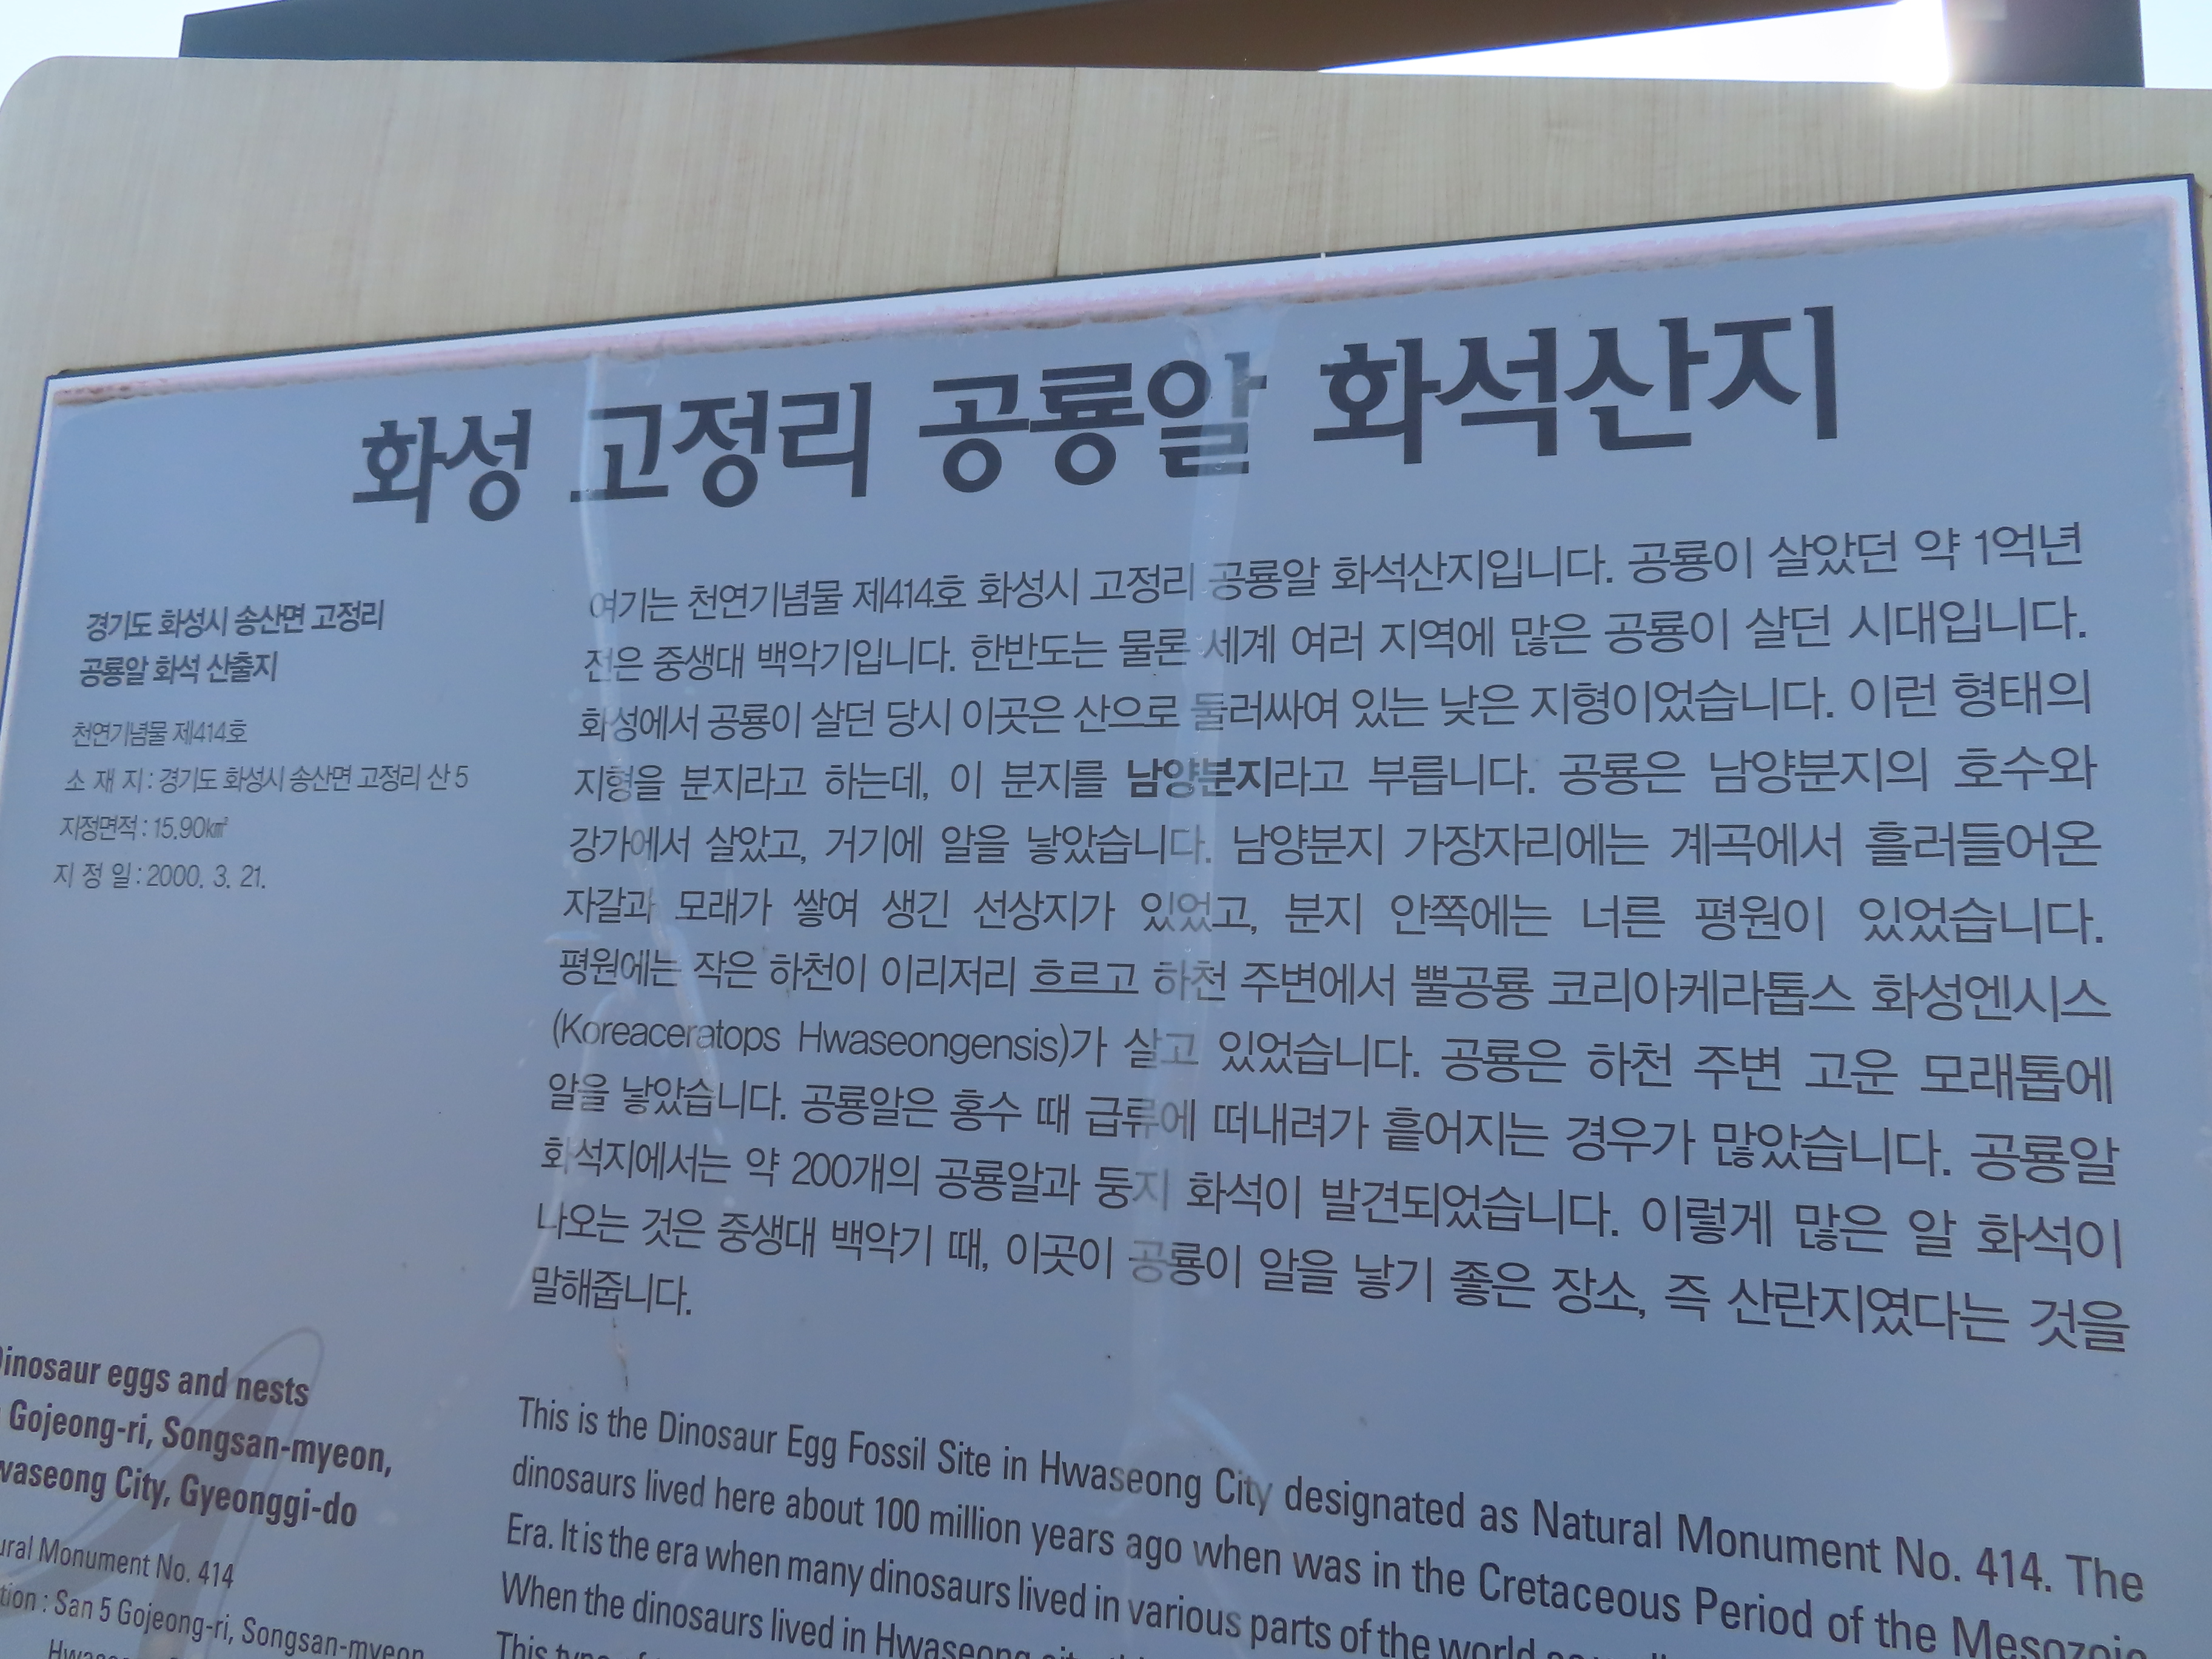 화성 고정리 공룡알 화석산지
경기도 화성시 송산면 고정리
공룡알 화석 산출지
천연기념물 제414호
소 재 지 : 경기도 화성시 송산면 고정리 산 5
지정면적 : 15.90㎢
지 정 일 : 2000. 3. 21.
여기는 천연기념물 제414호 화성시 고정리 공룡알 화석산지입니다. 공룡이 살았던 약 1억년
전은 중생대 백악기입니다. 한반도는 물론 세계 여러 지역에 많은 공룡이 살던 시대입니다.
화성에서 공룡이 살던 당시 이곳은 산으로 둘러싸여 있는 낮은 지형이었습니다. 이런 형태의
지형을 분지라고 하는데, 이 분지를 남양분지라고 부릅니다. 공룡은 남양분지의 호수와
강가에서 살았고, 거기에 알을 낳았습니다. 남양분지 가장자리에는 계곡에서 흘러들어온
자갈과 모래가 쌓여 생긴 선상지가 있었고, 분지 안쪽에는 너른 평원이 있었습니다.
평원에는 작은 하천이 이리저리 흐르고 하천 주변에서 뿔공룡 코리아케라톱스 화성엔시스
(Koreaceratops Hwaseongensis)가 살고 있었습니다. 공룡은 하천 주변 고운 모래톱에
알을 낳았습니다. 공룡알은 홍수 때 급류에 떠내려가 흩어지는 경우가 많았습니다. 공룡알
화석지에서는 약 200개의 공룡알과 둥지 화석이 발견되었습니다. 이렇게 많은 알 화석이
나오는 것은 중생대 백악기 때, 이곳이 공룡이 알을 낳기 좋은 장소, 즉 산란지였다는 것을
말해줍니다.
Dinosaur eggs and nests
Gojeong-ri, Songsan-myeon,
City, Gyeonggi-do
Monument No. 414
: San 5 Gojeong-ri, Songsan-myeon
This is the Dinosaur Egg Fossil Site in Hwaseong City designated as Natural Monument No. 414. The
dinosaurs lived here about 100 million years ago when was in the Cretaceous Period of the Mesozoic
Era. It is the era when many dinosaurs lived in various parts of the world
When the dinosaurs lived in Hwaseong
This